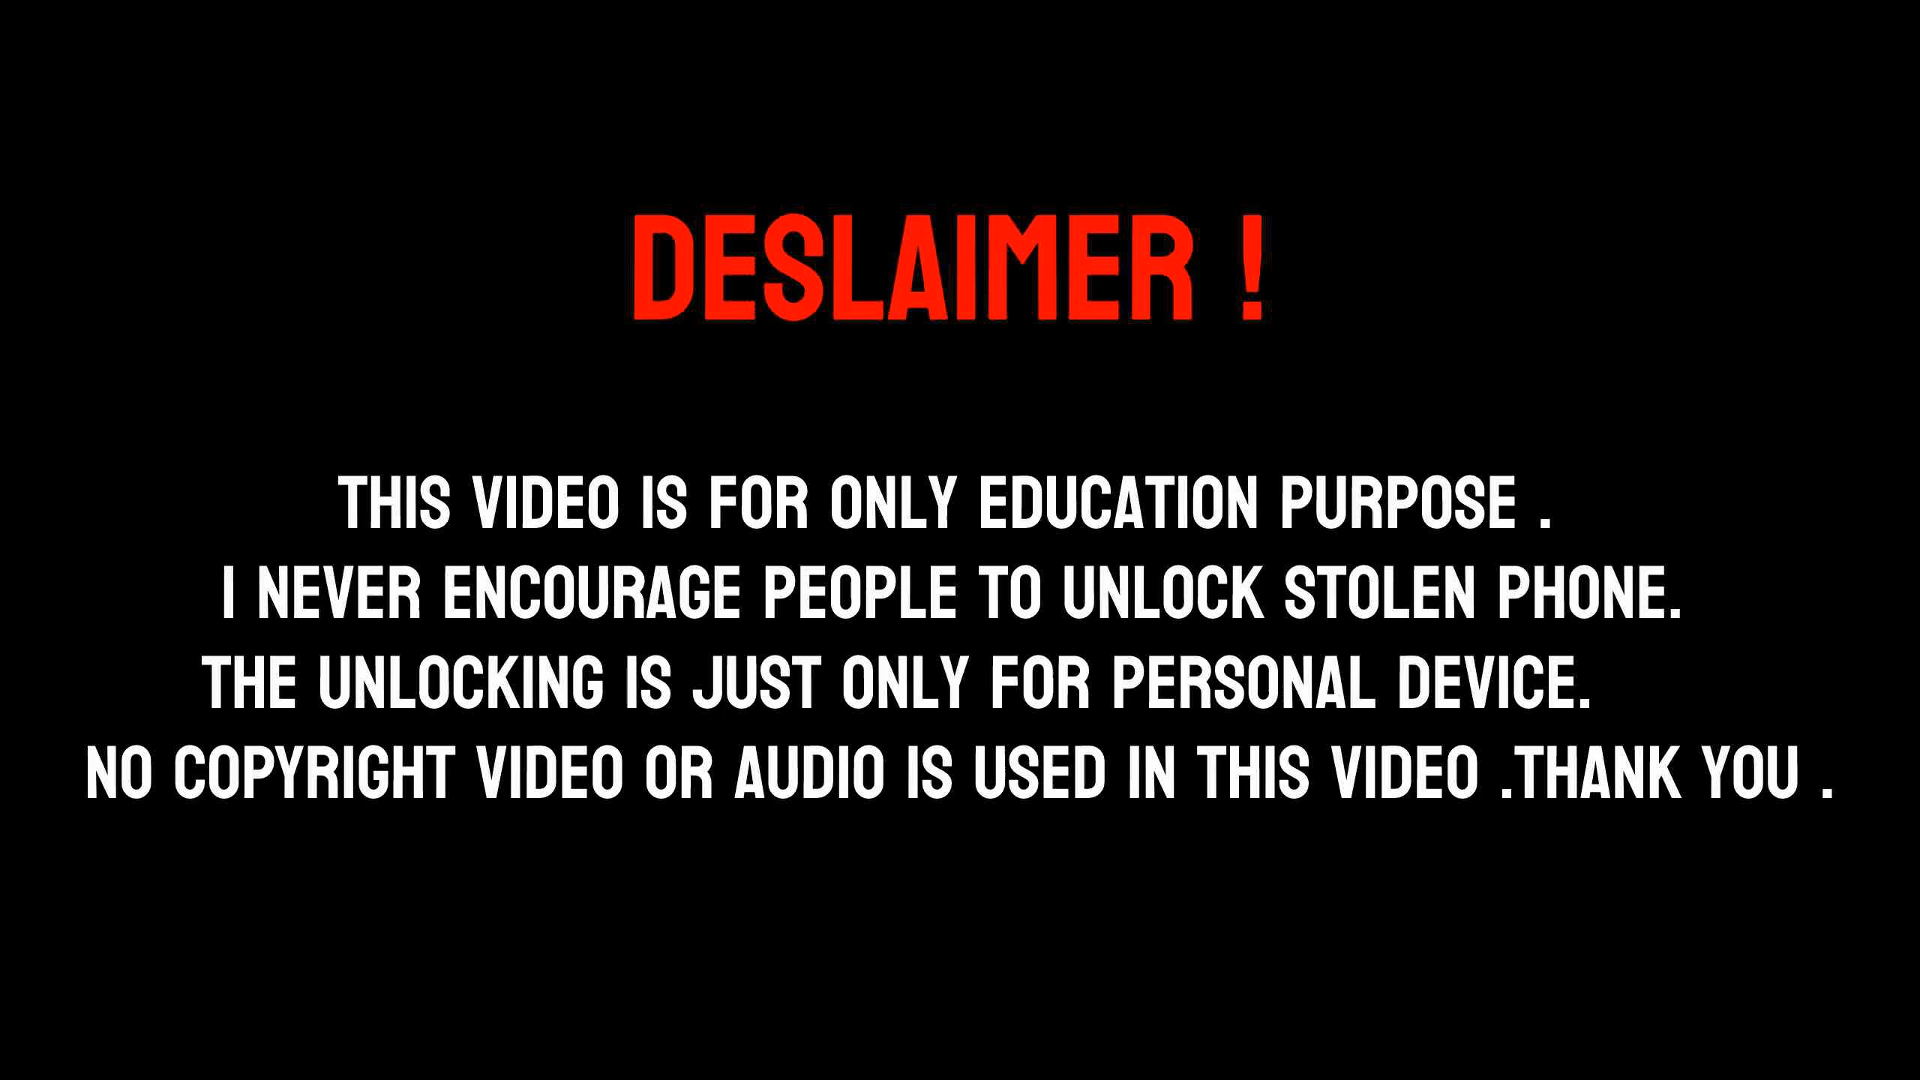 DESLAIMER !
THIS VIDEO IS FOR ONLY EDUCATION PURPOSE .
I NEVER ENCOURAGE PEOPLE TO UNLOCK STOLEN PHONE.
THE UNLOCKING IS JUST ONLY FOR PERSONAL DEVICE.
NO COPYRIGHT VIDEO OR AUDIO IS USED IN THIS VIDEO .THANK YOU .